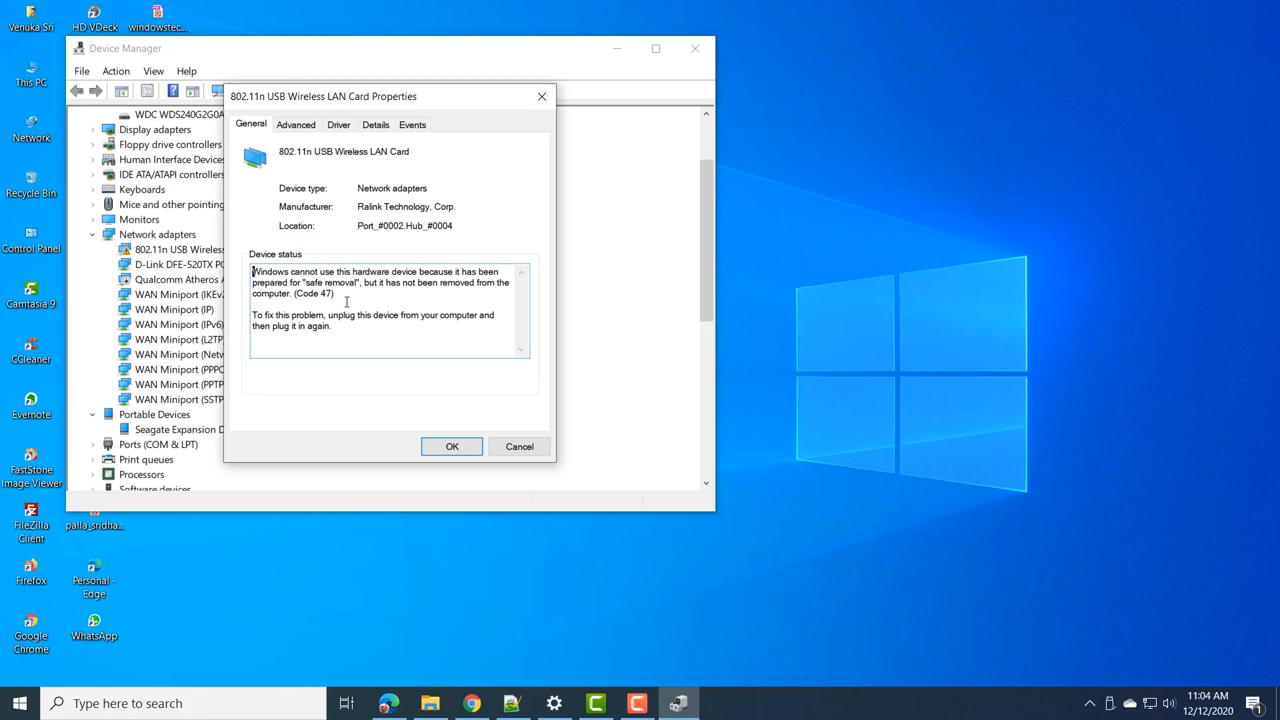 Venuka Sri
HD VDeck
windowstec...
This PC
Network
Recycle Bin
Control Panel
Camtasia 9
CCleaner
Evernote
FastStone
Image Viewer
FileZilla
Client
palla_sridha...
Firefox
Personal -
Edge
Google
Chrome
WhatsApp
Device Manager
File Action View Help
WDC WDS240G2G0A
Display adapters
Floppy drive controllers
Human Interface Devices
IDE ATA/ATAPI controllers
Keyboards
Mice and other pointing
Monitors
Network adapters
802.11n USB Wireless
D-Link DFE-520TX PC
Qualcomm Atheros A
WAN Miniport (IKEv2
WAN Miniport (IP)
WAN Miniport (IPv6)
WAN Miniport (L2TP)
WAN Miniport (Netw
WAN Miniport (PPPO
WAN Miniport (PPTP
WAN Miniport (SSTP
Portable Devices
Seagate Expansion D
Ports (COM & LPT)
Print queues
Processors
Software devices
802.11n USB Wireless LAN Card Properties
General Advanced Driver Details Events
802.11n USB Wireless LAN Card
Device type: Network adapters
Manufacturer: Ralink Technology, Corp.
Location: Port_#0002.Hub_#0004
Device status
Windows cannot use this hardware device because it has been
prepared for "safe removal", but it has not been removed from the
computer. (Code 47)
To fix this problem, unplug this device from your computer and
then plug it in again.
OK Cancel
Type here to search
11:04 AM
12/12/2020
1